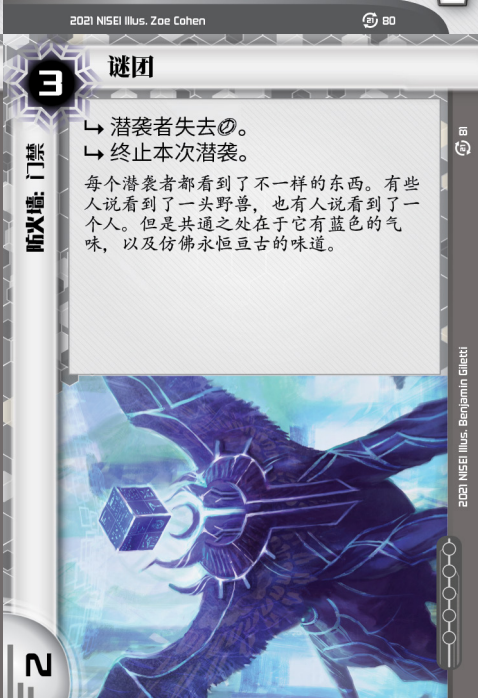 2021 NISEI Illus. Zoe Cohen 21 80
3 谜团
↳ 潜袭者失去。
↳ 终止本次潜袭。
每个潜袭者都看到了不一样的东西。有些
人说看到了一头野兽，也有人说看到了一
个人。但是共通之处在于它有蓝色的气
味，以及仿佛永恒亘古的味道。
防火墙：门禁
2
2021 NISEI Illus. Benjamin Giletti
21 81